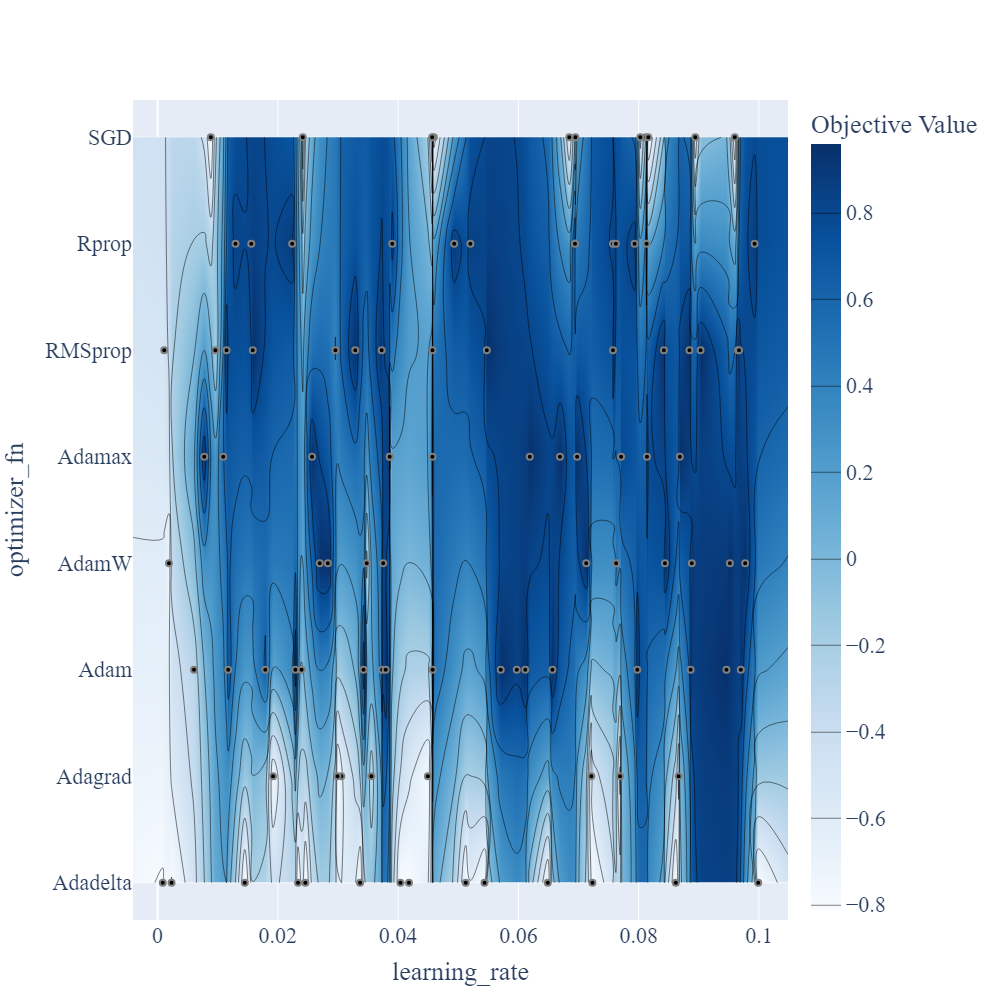 Objective Value
SGD
Rprop
RMSprop
Adamax
AdamW
Adam
Adagrad
Adadelta
optimizer_fn
0
0.02
0.04
0.06
0.08
0.1
learning_rate
0.8
0.6
0.4
0.2
0
−0.2
−0.4
−0.6
−0.8